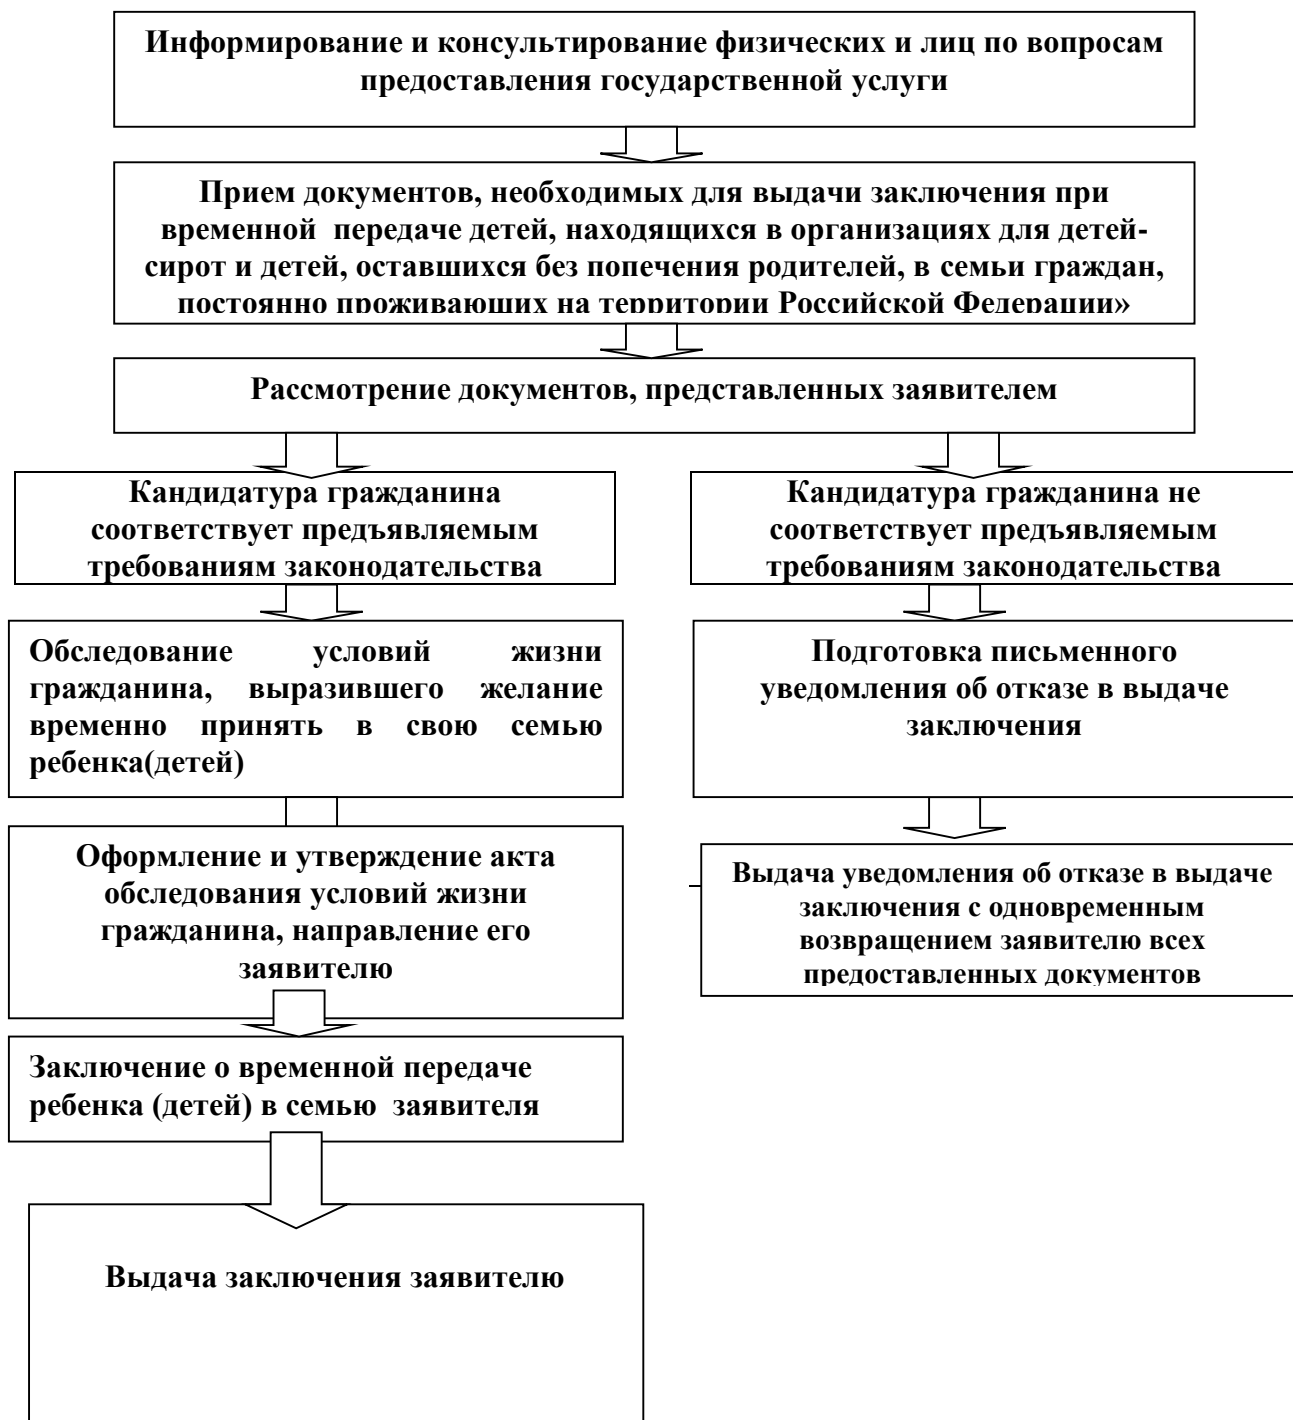 Информирование и консультирование физических и лиц по вопросам
предоставления государственной услуги
Прием документов, необходимых для выдачи заключения при
временной передаче детей, находящихся в организациях для детей-
сирот и детей, оставшихся без попечения родителей, в семьи граждан,
постоянно проживающих на территории Российской Федерации»
Рассмотрение документов, представленных заявителем
Кандидатура гражданина
соответствует предъявляемым
требованиям законодательства
Кандидатура гражданина не
соответствует предъявляемым
требованиям законодательства
Обследование условий жизни
гражданина, выразившего желание
временно принять в свою семью
ребенка(детей)
Подготовка письменного
уведомления об отказе в выдаче
заключения
Оформление и утверждение акта
обследования условий жизни
гражданина, направление его
заявителю
Выдача уведомления об отказе в выдаче
заключения с одновременным
возвращением заявителю всех
предоставленных документов
Заключение о временной передаче
ребенка (детей) в семью заявителя
Выдача заключения заявителю